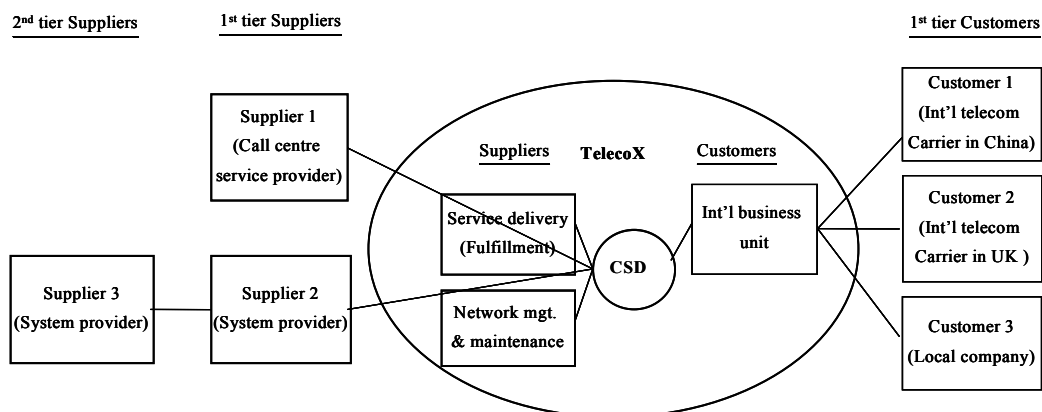 2nd tier Suppliers
1st tier Suppliers
1st tier Customers
Supplier 1
(Call centre
service provider)
Supplier 3
(System provider)
Supplier 2
(System provider)
Suppliers
TelecoX
Customers
Service delivery
(Fulfillment)
Network mgt.
& maintenance
CSD
Int'l business
unit
Customer 1
(Int'l telecom
Carrier in China)
Customer 2
(Int'l telecom
Carrier in UK )
Customer 3
(Local company)